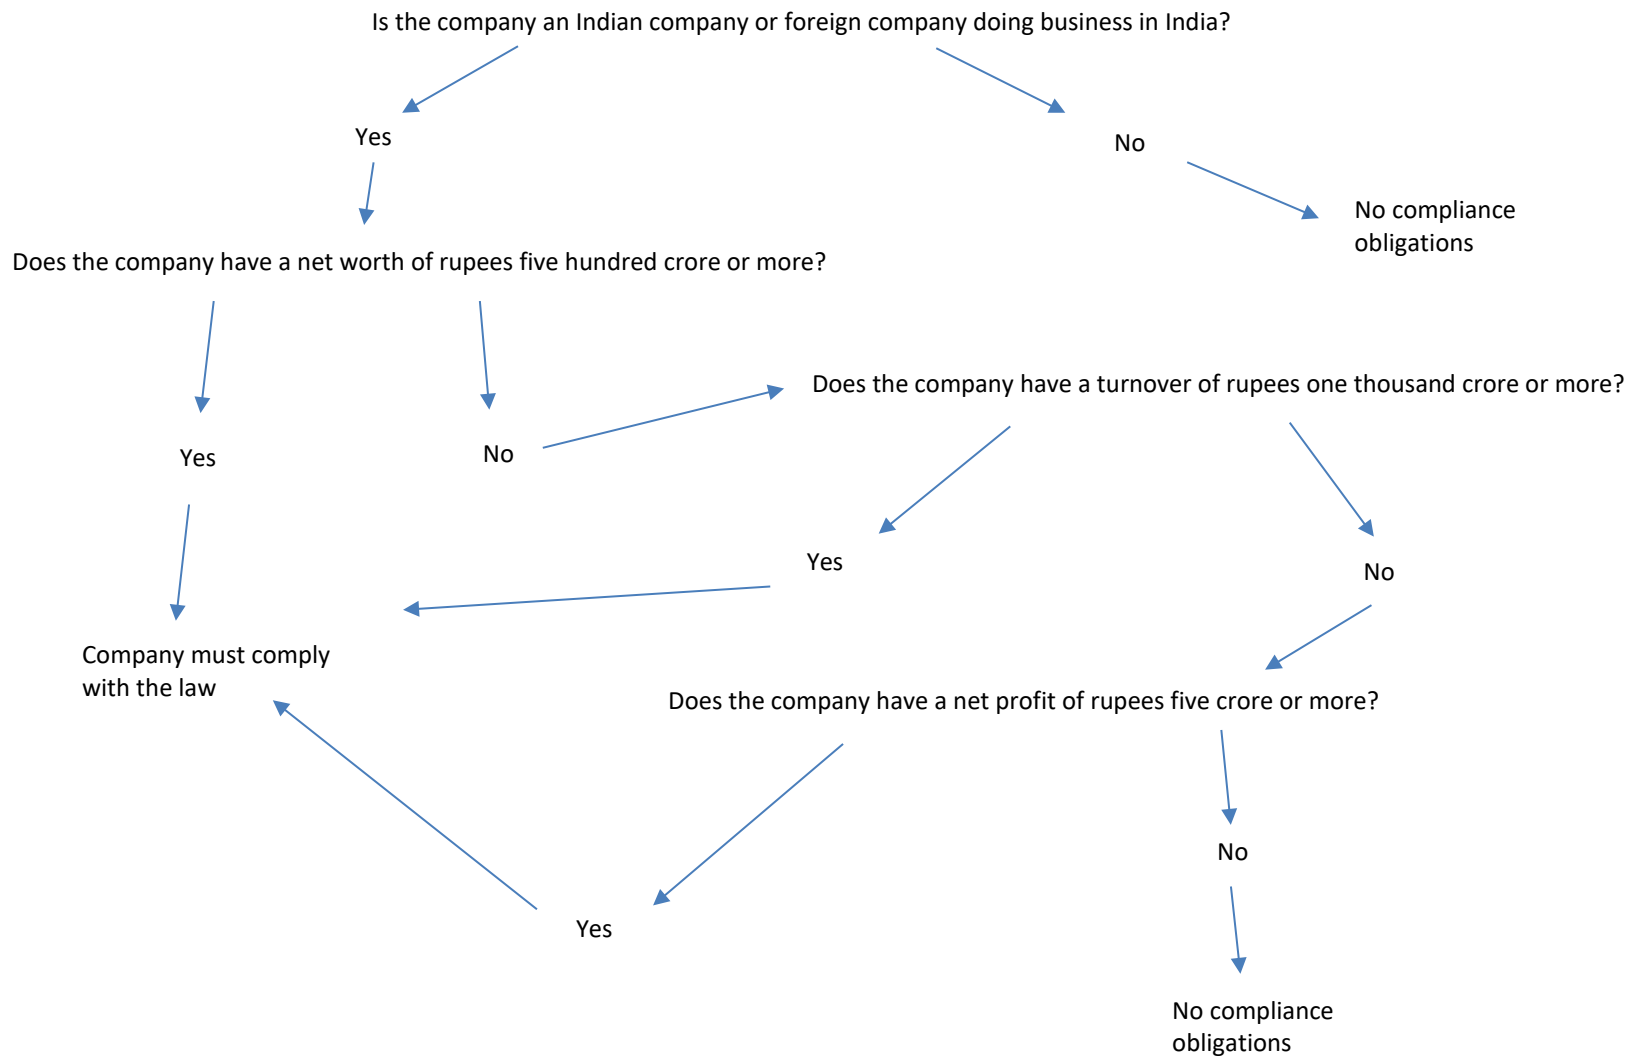 Is the company an Indian company or foreign company doing business in India?
Yes
No
No compliance
obligations
Does the company have a net worth of rupees five hundred crore or more?
Does the company have a turnover of rupees one thousand crore or more?
Yes
No
Yes
No
Company must comply
with the law
Does the company have a net profit of rupees five crore or more?
No
Yes
No compliance
obligations